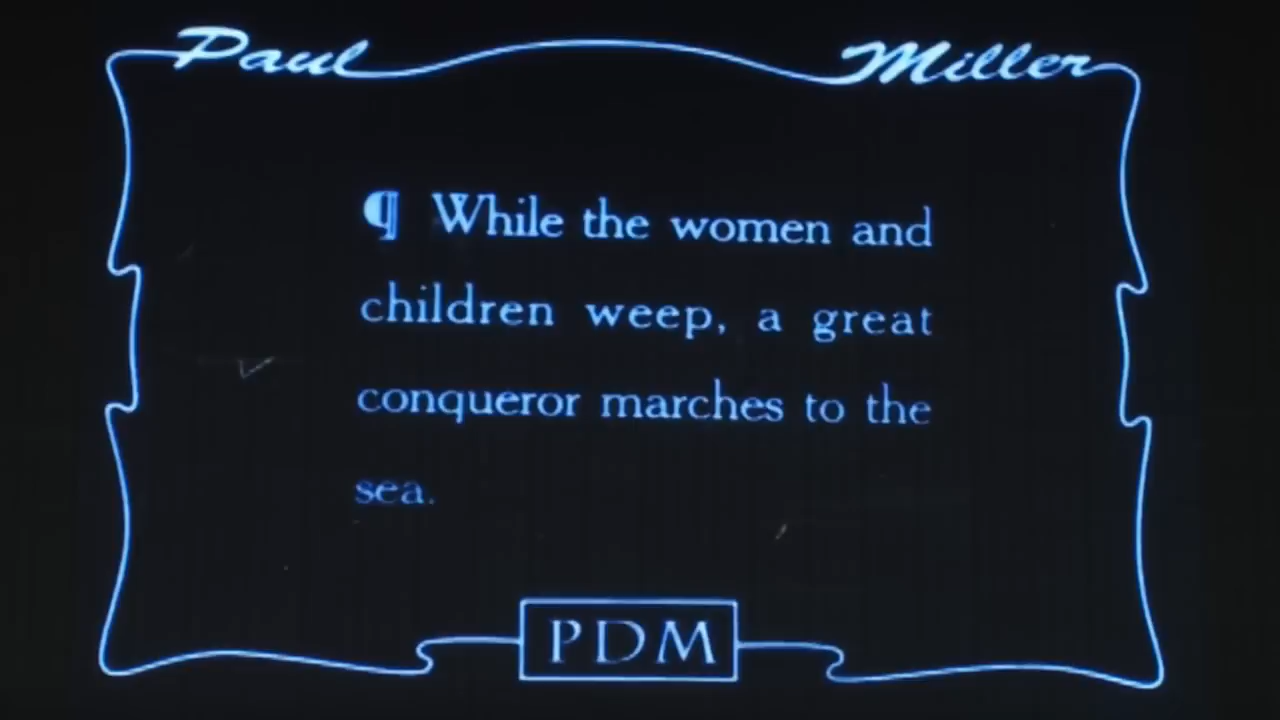 Paul Miller
¶ While the women and
children weep, a great
conqueror marches to the
sea.
PDM